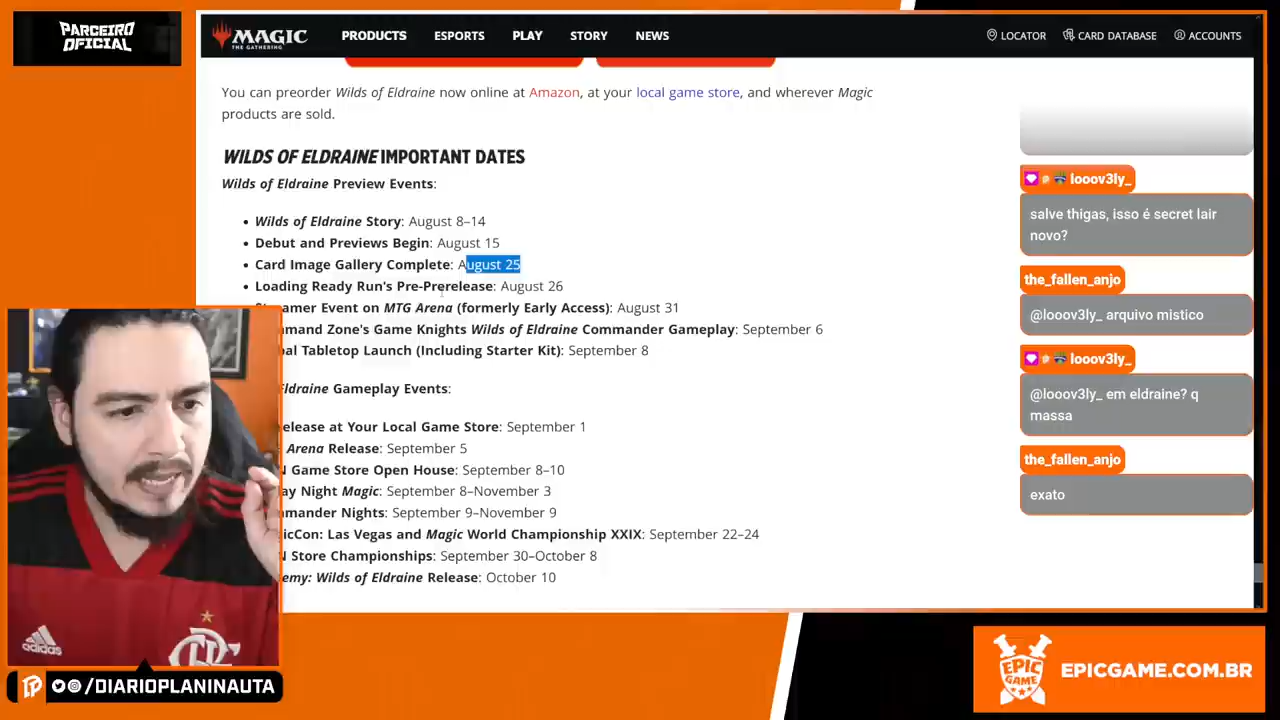 PARCEIRO
OFICIAL
MAGIC
THE GATHERING
PRODUCTS
ESPORTS
PLAY
STORY
NEWS
LOCATOR
CARD DATABASE
ACCOUNTS
You can preorder Wilds of Eldraine now online at Amazon, at your local game store, and wherever Magic
products are sold.
WILDS OF ELDRAINE IMPORTANT DATES
Wilds of Eldraine Preview Events:
• Wilds of Eldraine Story: August 8–14
• Debut and Previews Begin: August 15
• Card Image Gallery Complete: August 25
• Loading Ready Run's Pre-Prerelease: August 26
eamer Event on MTG Arena (formerly Early Access): August 31
mand Zone's Game Knights Wilds of Eldraine Commander Gameplay: September 6
al Tabletop Launch (Including Starter Kit): September 8
Eldraine Gameplay Events:
elease at Your Local Game Store: September 1
Arena Release: September 5
N Game Store Open House: September 8–10
ay Night Magic: September 8–November 3
mander Nights: September 9–November 9
icCon: Las Vegas and Magic World Championship XXIX: September 22–24
N Store Championships: September 30–October 8
emy: Wilds of Eldraine Release: October 10
looov3ly_
salve thigas, isso é secret lair
novo?
the_fallen_anjo
@looov3ly_ arquivo mistico
looov3ly_
@looov3ly_ em eldraine? q
massa
the_fallen_anjo
exato
adidas
/DIARIOPLANINAUTA
EPIC
GAME
EPICGAME.COM.BR